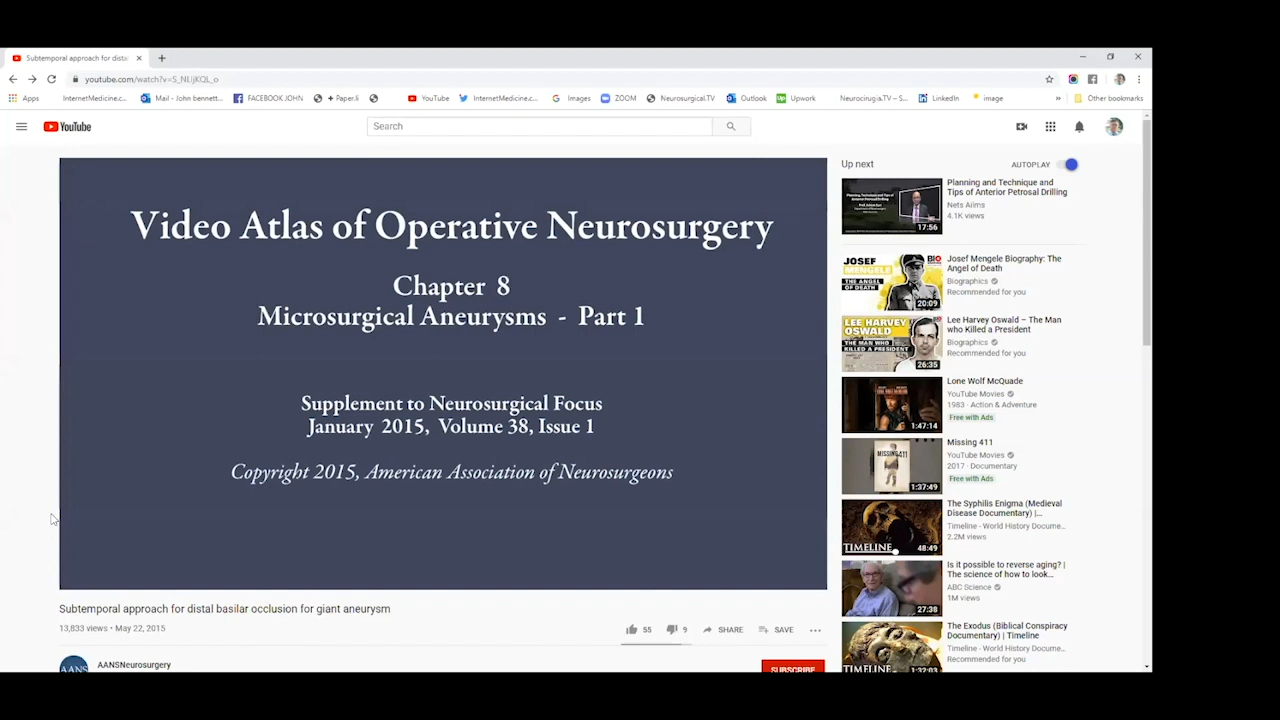 Subtemporal approach for dista
youtube.com/watch?v=S_NLIjKQL_o
Apps
InternetMedicine.c...
Mail - John bennett...
FACEBOOK JOHN
+ Paper.li
YouTube
InternetMedicine.c...
Images
ZOOM
Neurosurgical.TV
Outlook
Upwork
Neurocirugia.TV – S...
LinkedIn
image
»
Other bookmarks
YouTube
Search
Video Atlas of Operative Neurosurgery
Chapter 8
Microsurgical Aneurysms - Part 1
Supplement to Neurosurgical Focus
January 2015, Volume 38, Issue 1
Copyright 2015, American Association of Neurosurgeons
Subtemporal approach for distal basilar occlusion for giant aneurysm
13,833 views • May 22, 2015
55
9
SHARE
SAVE
AANS
AANSNeurosurgery
SUBSCRIBE
Up next
AUTOPLAY
17:56
Planning and Technique and
Tips of Anterior Petrosal Drilling
Nets Aiims
4.1K views
JOSEF
MENGELE
THE ANGEL
OF DEATH
BIO
20:09
Josef Mengele Biography: The
Angel of Death
Biographics
Recommended for you
LEE HARVEY
OSWALD
THE MAN WHO
KILLED A PRESIDENT
26:35
Lee Harvey Oswald – The Man
who Killed a President
Biographics
Recommended for you
1:47:14
Lone Wolf McQuade
YouTube Movies
1983 · Action & Adventure
Free with Ads
MISSING 411
1:37:49
Missing 411
YouTube Movies
2017 · Documentary
Free with Ads
TIMELINE
48:49
The Syphilis Enigma (Medieval
Disease Documentary) |...
Timeline - World History Docume...
2.2M views
27:38
Is it possible to reverse aging? |
The science of how to look...
ABC Science
1M views
TIMELINE
1:32:03
The Exodus (Biblical Conspiracy
Documentary) | Timeline
Timeline - World History Docume...
Recommended for you